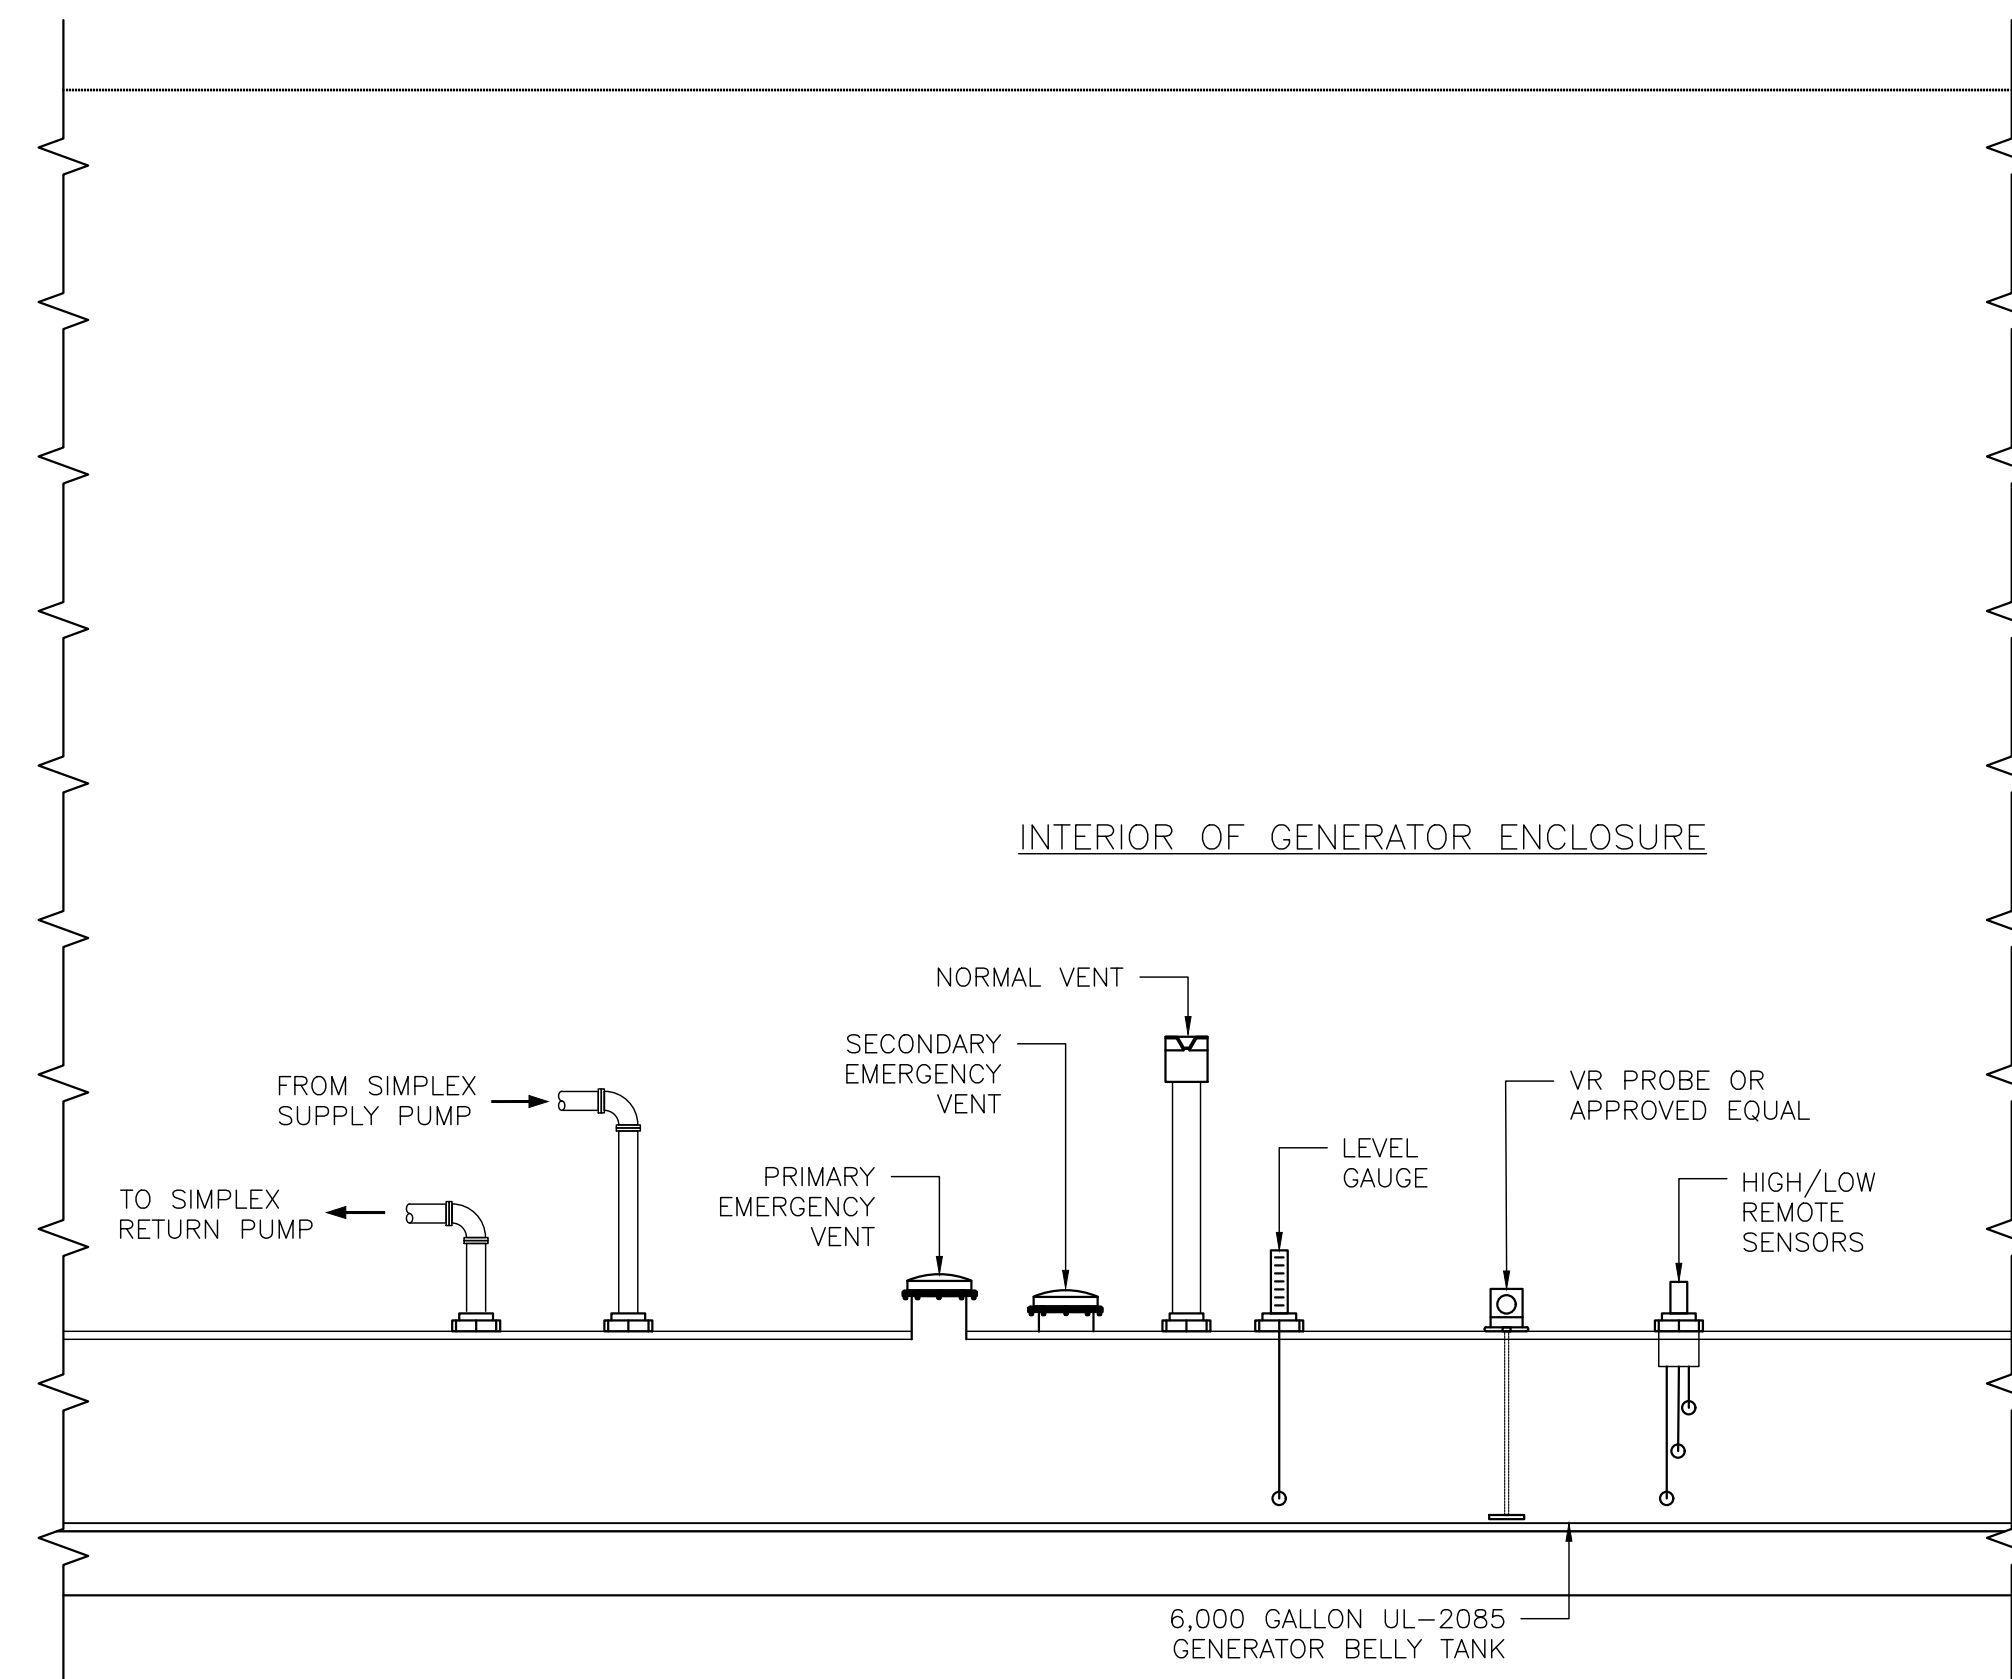 INTERIOR OF GENERATOR ENCLOSURE
NORMAL VENT
SECONDARY
EMERGENCY
VENT
FROM SIMPLEX
SUPPLY PUMP
VR PROBE OR
APPROVED EQUAL
LEVEL
GAUGE
PRIMARY
EMERGENCY
VENT
HIGH/LOW
REMOTE
SENSORS
TO SIMPLEX
RETURN PUMP
6,000 GALLON UL-2085
GENERATOR BELLY TANK